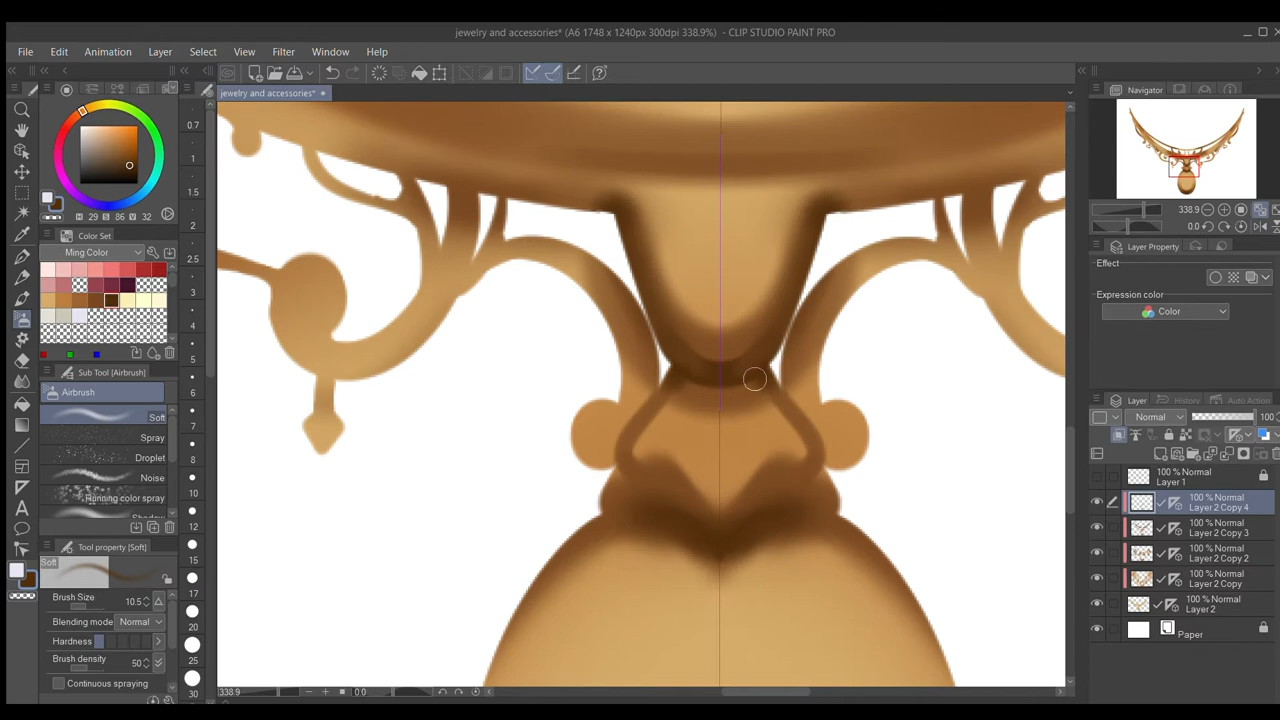 jewelry and accessories* (A6 1748 x 1240px 300dpi 338.9%) - CLIP STUDIO PAINT PRO
File Edit Animation Layer Select View Filter Window Help
jewelry and accessories*
Navigator
0.7
1
1.5
2
2.5
3
4
5
6
7
8
10
12
15
17
20
25
30
H 29 S 86 V 32
Color Set
Ming Color
Sub Tool [Airbrush]
Airbrush
Soft
Spray
Droplet
Noise
Running color spray
Tool property [Soft]
Soft
Brush Size 10.5
Blending mode Normal
Hardness
Brush density 50
Continuous spraying
338.9
0.0
338.9
0.0
Layer Property
Effect
Expression color
Color
Layer History Auto Action
Normal 100
100 % Normal
Layer 1
100 % Normal
Layer 2 Copy 4
100 % Normal
Layer 2 Copy 3
100 % Normal
Layer 2 Copy 2
100 % Normal
Layer 2 Copy
100 % Normal
Layer 2
Paper